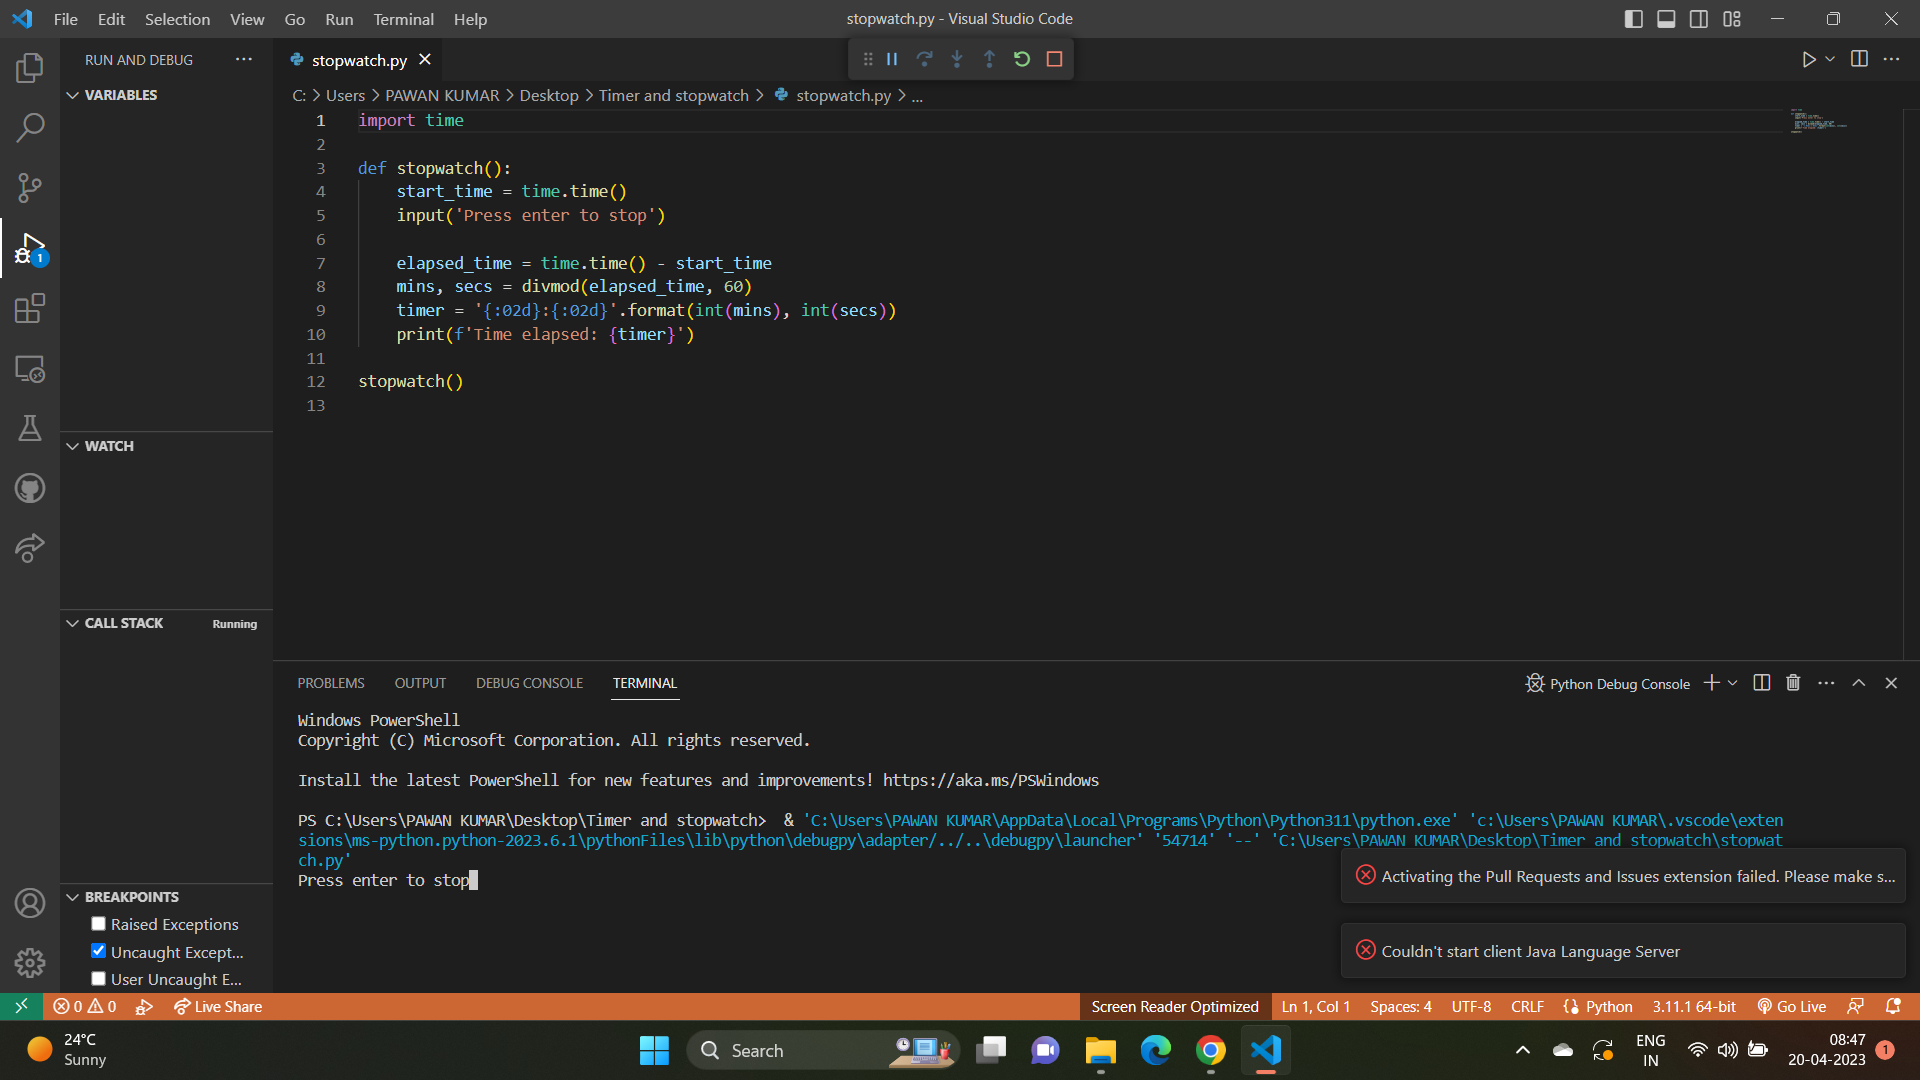 File Edit Selection View Go Run Terminal Help
stopwatch.py - Visual Studio Code
RUN AND DEBUG
stopwatch.py
VARIABLES
C: > Users > PAWAN KUMAR > Desktop > Timer and stopwatch > stopwatch.py > ...
1 import time
2
3 def stopwatch():
4     start_time = time.time()
5     input('Press enter to stop')
6
7     elapsed_time = time.time() - start_time
8     mins, secs = divmod(elapsed_time, 60)
9     timer = '{:02d}:{:02d}'.format(int(mins), int(secs))
10     print(f'Time elapsed: {timer}')
11
12 stopwatch()
13
1
WATCH
CALL STACK Running
BREAKPOINTS
Raised Exceptions
Uncaught Except...
User Uncaught E...
PROBLEMS OUTPUT DEBUG CONSOLE TERMINAL
Python Debug Console
Windows PowerShell
Copyright (C) Microsoft Corporation. All rights reserved.
Install the latest PowerShell for new features and improvements! https://aka.ms/PSWindows
PS C:\Users\PAWAN KUMAR\Desktop\Timer and stopwatch>  & 'C:\Users\PAWAN KUMAR\AppData\Local\Programs\Python\Python311\python.exe' 'c:\Users\PAWAN KUMAR\.vscode\exten
sions\ms-python.python-2023.6.1\pythonFiles\lib\python\debugpy\adapter/../..\debugpy\launcher' '54714' '--' 'C:\Users\PAWAN KUMAR\Desktop\Timer and stopwatch\stopwat
ch.py'
Press enter to stop
Activating the Pull Requests and Issues extension failed. Please make s...
Couldn't start client Java Language Server
0 0 Live Share
Screen Reader Optimized Ln 1, Col 1 Spaces: 4 UTF-8 CRLF Python 3.11.1 64-bit Go Live
24°C
Sunny
Search
ENG
IN
08:47
20-04-2023
1